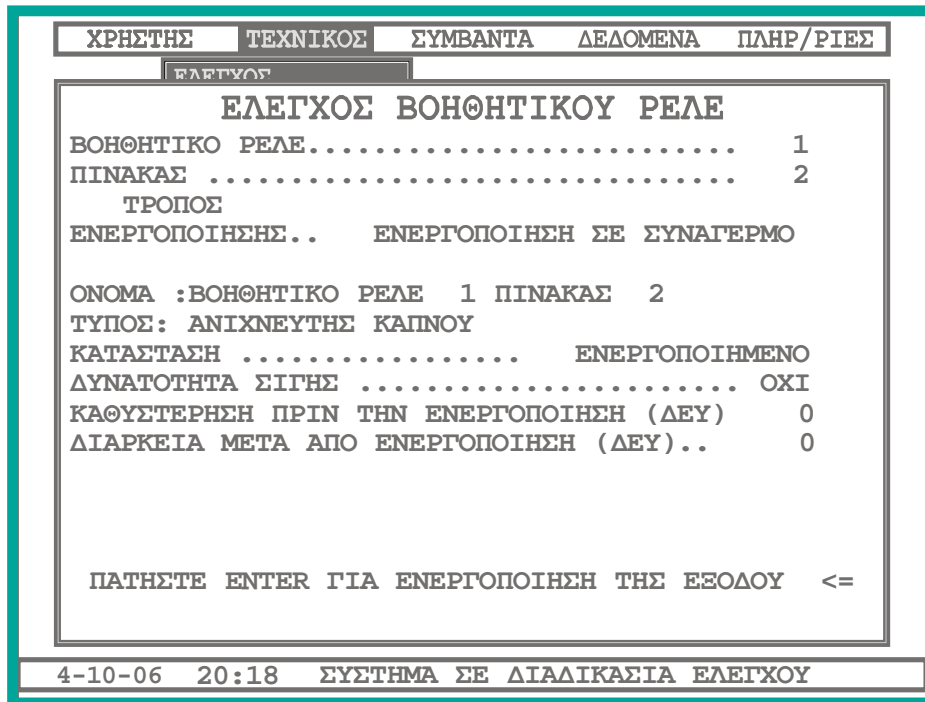 ΧΡΗΣΤΗΣ ΤΕΧΝΙΚΟΣ ΣΥΜΒΑΝΤΑ ΔΕΔΟΜΕΝΑ ΠΛΗΡ/ΡΙΕΣ
ΕΛΕΓΧΟΣ
ΕΛΕΓΧΟΣ ΒΟΗΘΗΤΙΚΟΥ ΡΕΛΕ
ΒΟΗΘΗΤΙΚΟ ΡΕΛΕ.......................... 1
ΠΙΝΑΚΑΣ ................................ 2
ΤΡΟΠΟΣ
ΕΝΕΡΓΟΠΟΙΗΣΗΣ.. ΕΝΕΡΓΟΠΟΙΗΣΗ ΣΕ ΣΥΝΑΓΕΡΜΟ
ΟΝΟΜΑ :ΒΟΗΘΗΤΙΚΟ ΡΕΛΕ 1 ΠΙΝΑΚΑΣ 2
ΤΥΠΟΣ: ΑΝΙΧΝΕΥΤΗΣ ΚΑΠΝΟΥ
ΚΑΤΑΣΤΑΣΗ ................. ΕΝΕΡΓΟΠΟΙΗΜΕΝΟ
ΔΥΝΑΤΟΤΗΤΑ ΣΙΓΗΣ ....................... ΟΧΙ
ΚΑΘΥΣΤΕΡΗΣΗ ΠΡΙΝ ΤΗΝ ΕΝΕΡΓΟΠΟΙΗΣΗ (ΔΕΥ) 0
ΔΙΑΡΚΕΙΑ ΜΕΤΑ ΑΠΟ ΕΝΕΡΓΟΠΟΙΗΣΗ (ΔΕΥ).. 0
ΠΑΤΗΣΤΕ ENTER ΓΙΑ ΕΝΕΡΓΟΠΟΙΗΣΗ ΤΗΣ ΕΞΟΔΟΥ <=
4-10-06 20:18 ΣΥΣΤΗΜΑ ΣΕ ΔΙΑΔΙΚΑΣΙΑ ΕΛΕΓΧΟΥ